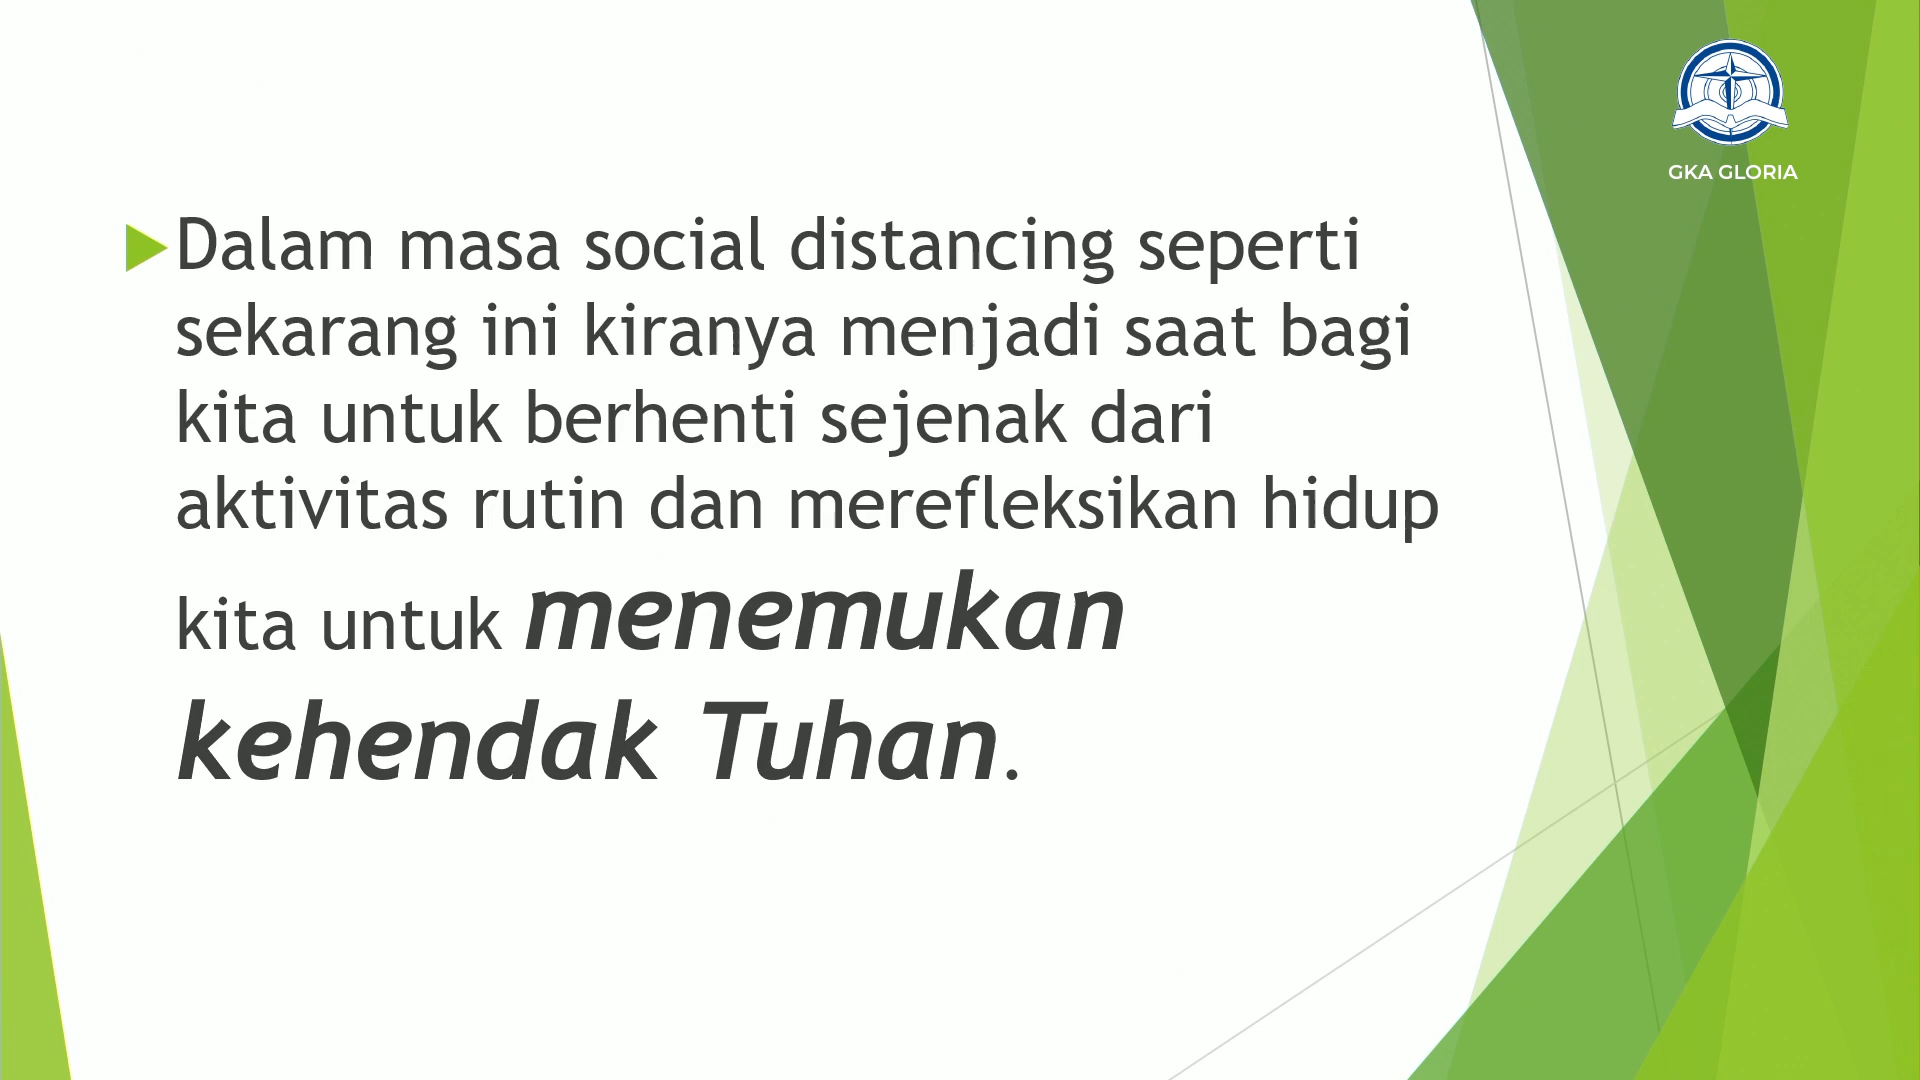 GKA GLORIA
Dalam masa social distancing seperti
sekarang ini kiranya menjadi saat bagi
kita untuk berhenti sejenak dari
aktivitas rutin dan merefleksikan hidup
kita untuk menemukan
kehendak Tuhan.